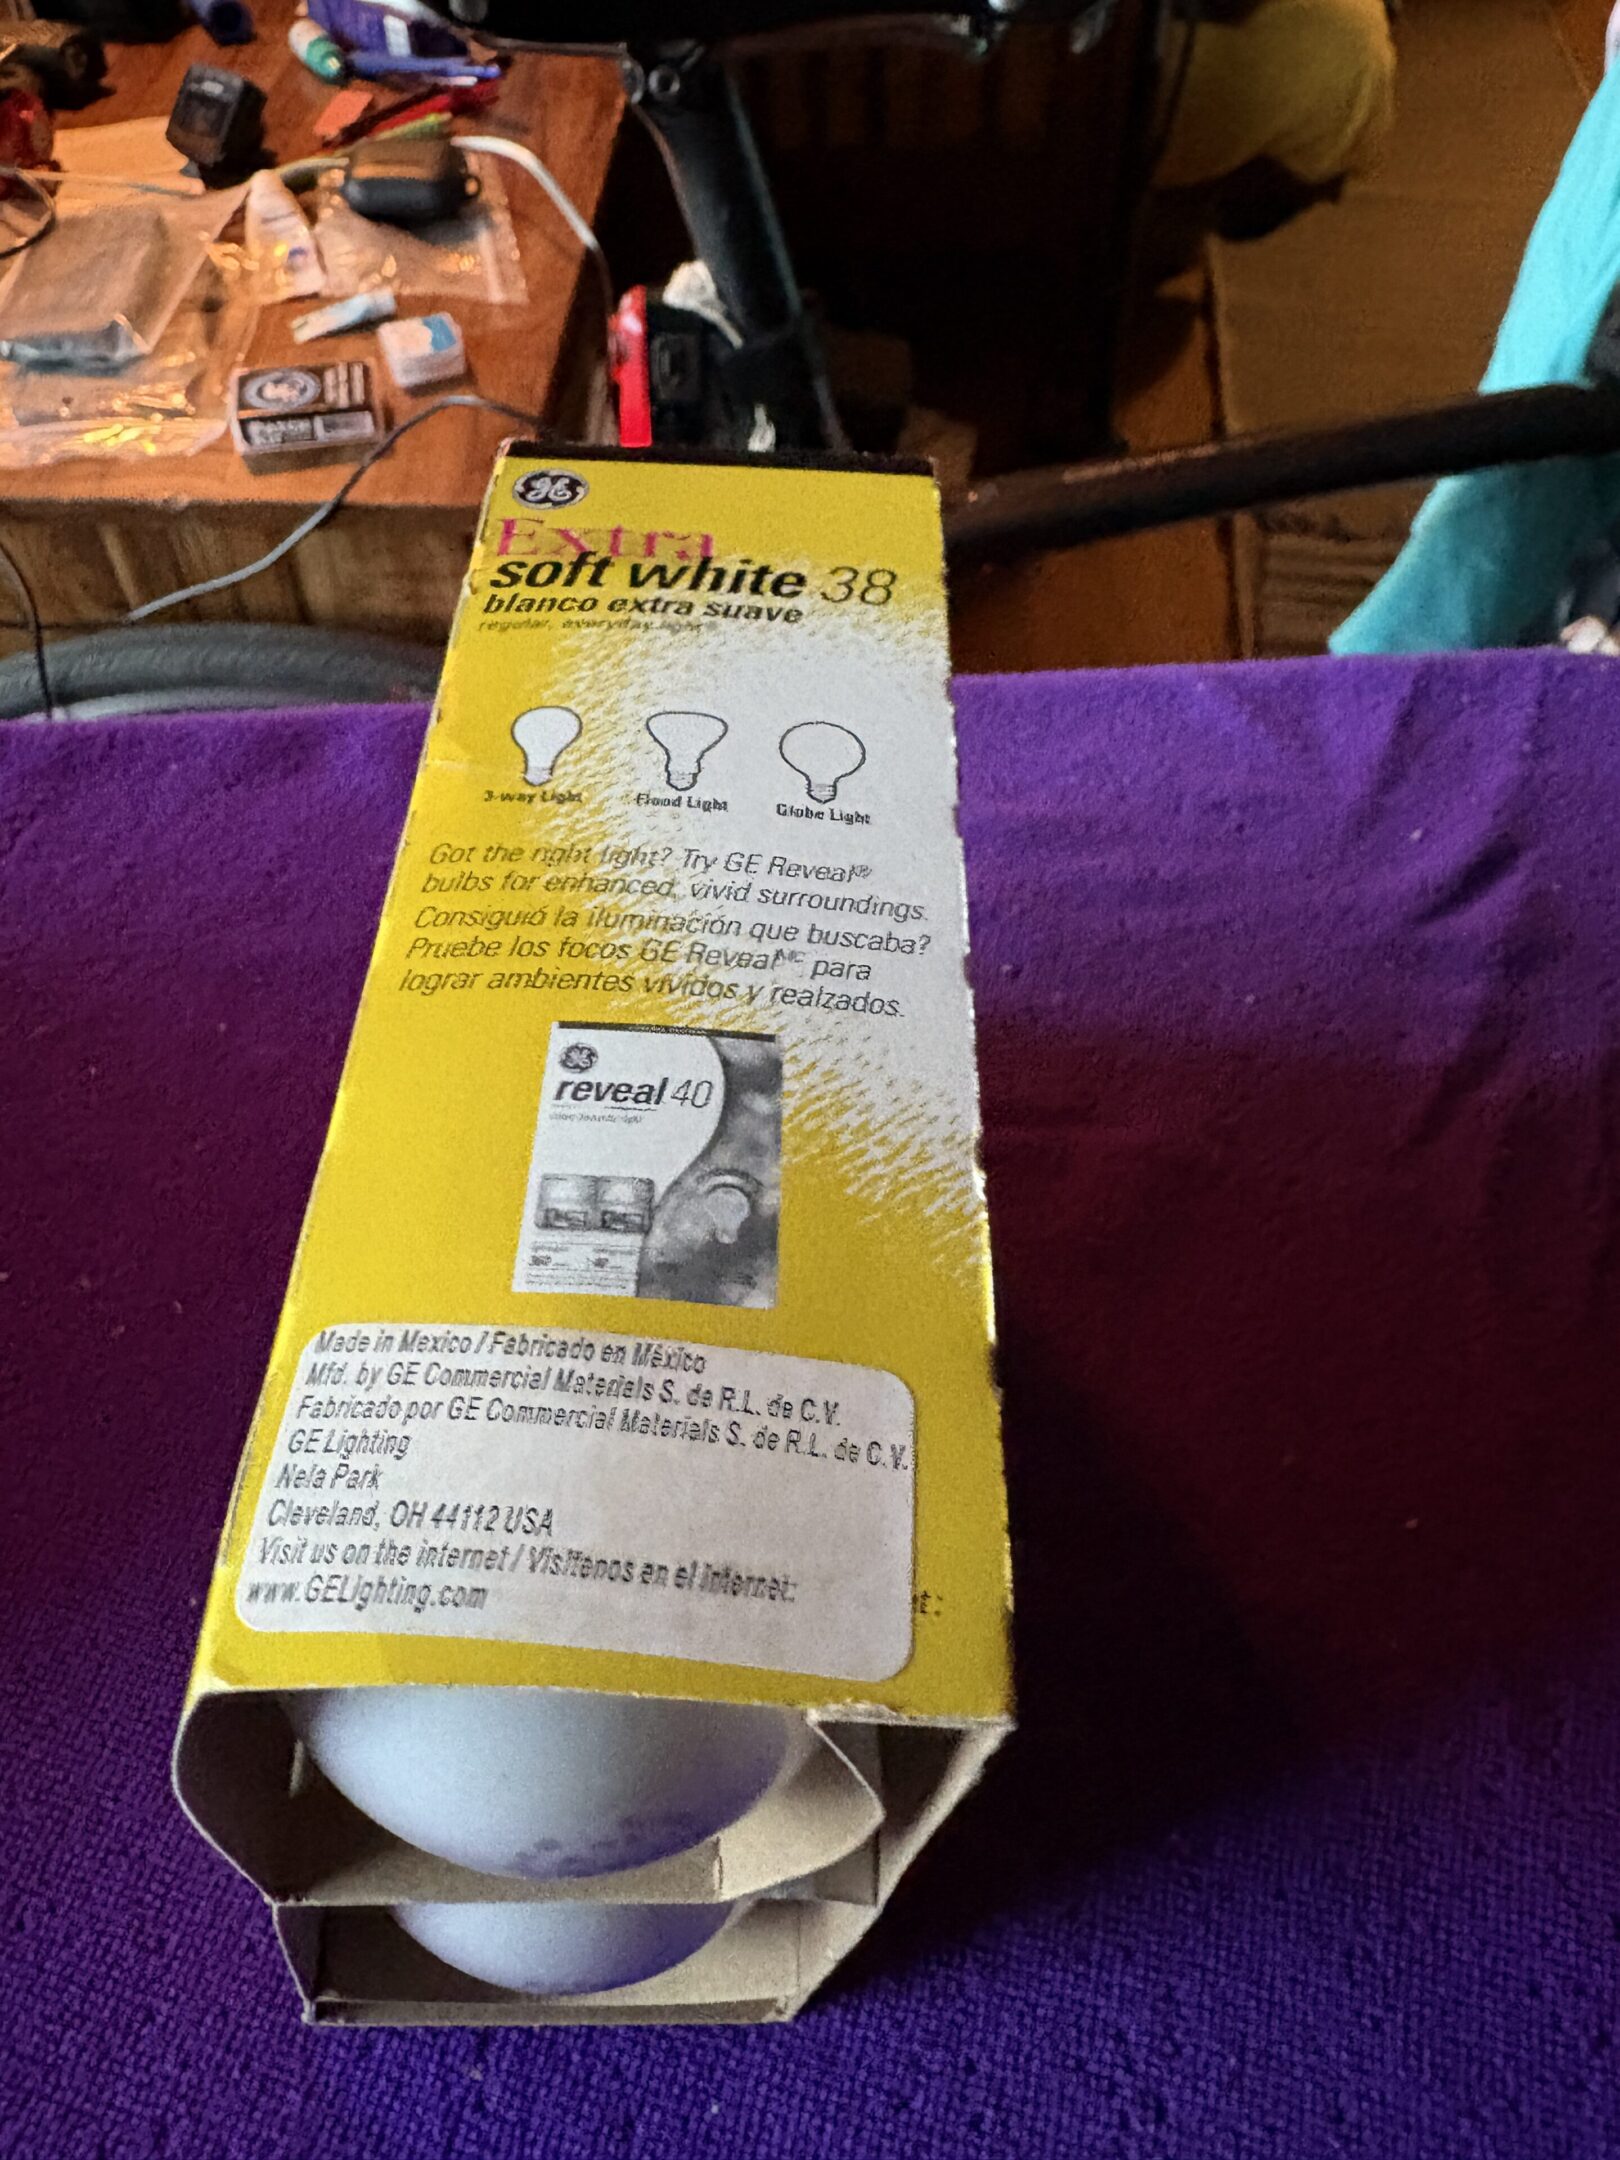 GE
Extra
soft white 38
blanco extra suave
regular, everyday light
3-way Light
Flood Light
Globe Light
Got the right light? Try GE Reveal®
bulbs for enhanced, vivid surroundings.
Consiguió la iluminación que buscaba?
Pruebe los focos GE Reveal para
lograr ambientes vívidos y realzados.
GE
reveal 40
Made in Mexico / Fabricado en México
Mfd. by GE Commercial Materials S. de R.L. de C.V.
Fabricado por GE Commercial Materials S. de R.L. de C.V.
GE Lighting
Nela Park
Cleveland, OH 44112 USA
Visit us on the internet / Visítenos en el Internet:
www.GELighting.com